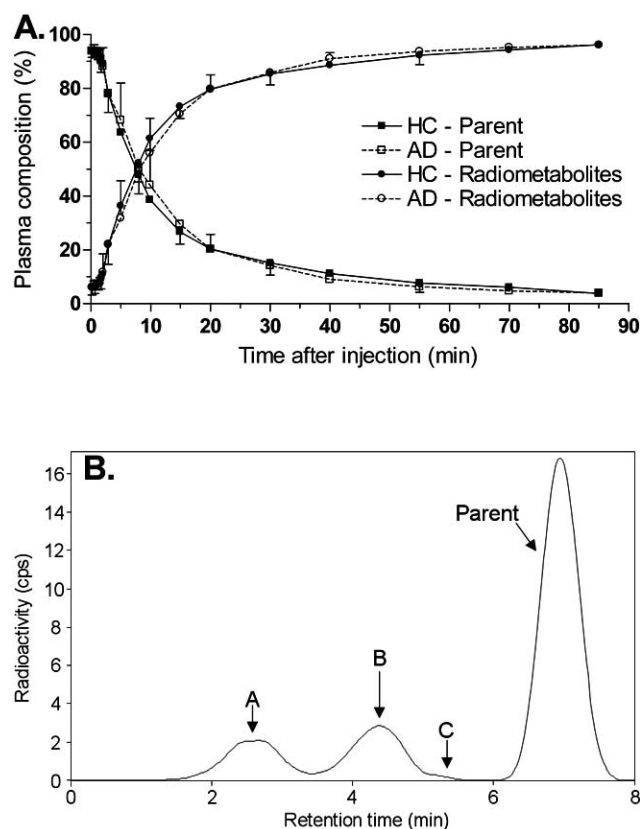 A.
Plasma composition (%)
100
80
60
40
20
0
HC - Parent
AD - Parent
HC - Radiometabolites
AD - Radiometabolites
0 10 20 30 40 50 60 70 80 90
Time after injection (min)
B.
Radioactivity (cps)
16
14
12
10
8
6
4
2
0
Parent
A
B
C
0 2 4 6 8
Retention time (min)